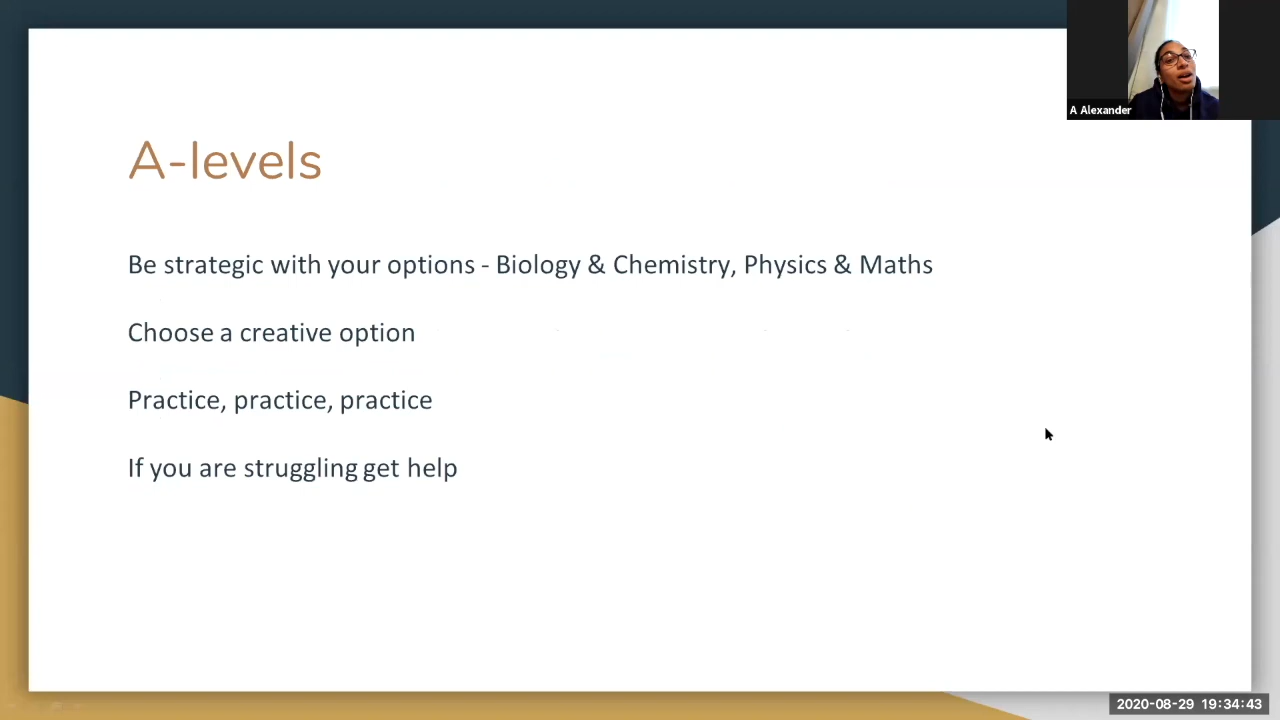 A Alexander
A-levels
Be strategic with your options - Biology & Chemistry, Physics & Maths
Choose a creative option
Practice, practice, practice
If you are struggling get help
2020-08-29 19:34:43